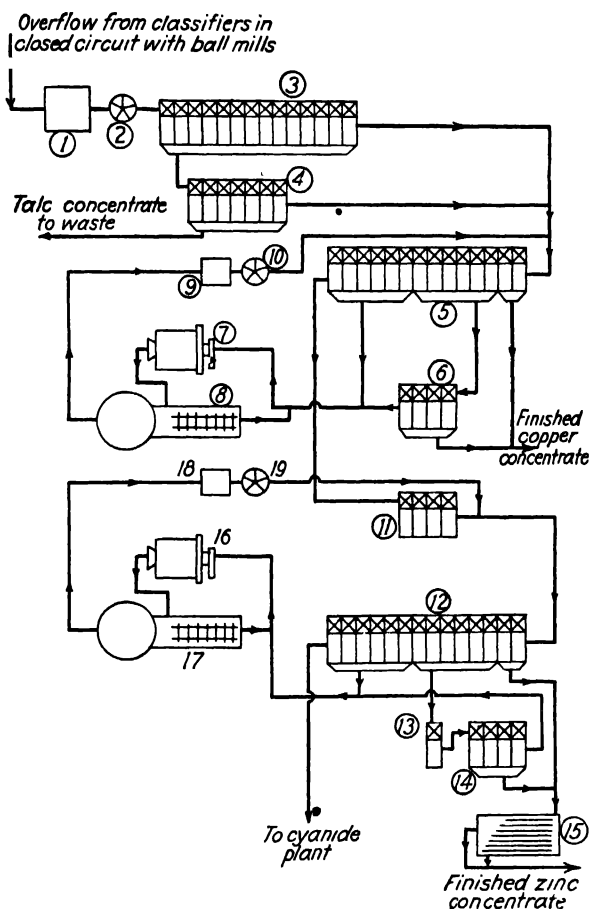 Overflow from classifiers in
closed circuit with ball mills
3
1
2
4
Talc concentrate
to waste
10
9
5
7
6
8
Finished
copper
concentrate
18
19
11
16
12
17
13
14
To cyanide
plant
15
Finished zinc
concentrate